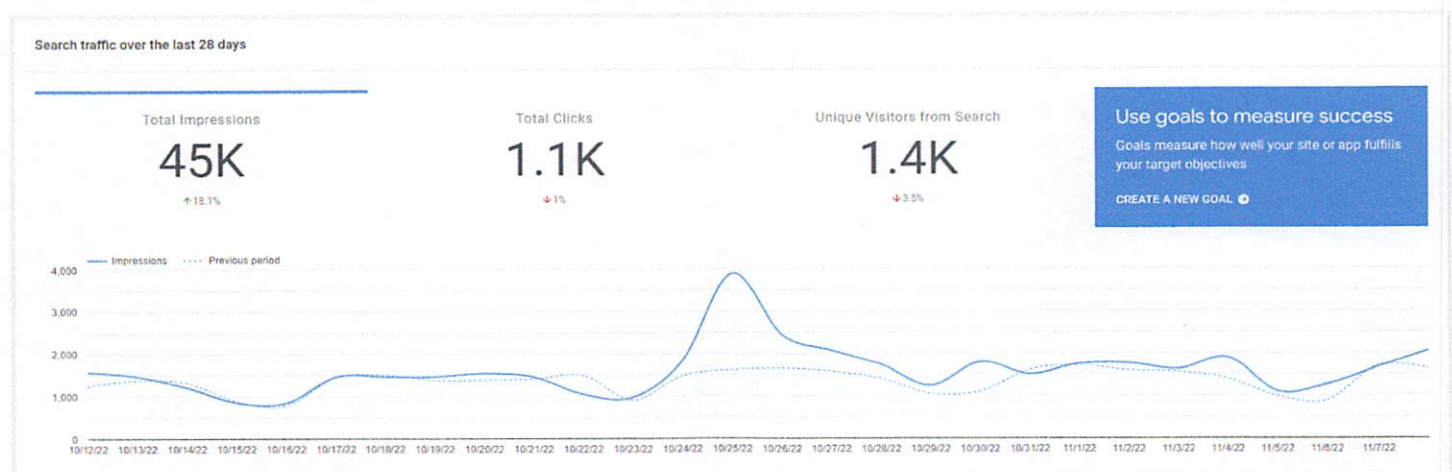 Search traffic over the last 28 days
Total Impressions
45K
↑18.1%
Total Clicks
1.1K
↓1%
Unique Visitors from Search
1.4K
↓3.5%
Use goals to measure success
Goals measure how well your site or app fulfills
your target objectives
CREATE A NEW GOAL
Impressions Previous period
4,000
3,000
2,000
1,000
0
10/12/22 10/13/22 10/14/22 10/15/22 10/16/22 10/17/22 10/18/22 10/19/22 10/20/22 10/21/22 10/22/22 10/23/22 10/24/22 10/25/22 10/26/22 10/27/22 10/28/22 10/29/22 10/30/22 10/31/22 11/1/22 11/2/22 11/3/22 11/4/22 11/5/22 11/6/22 11/7/22